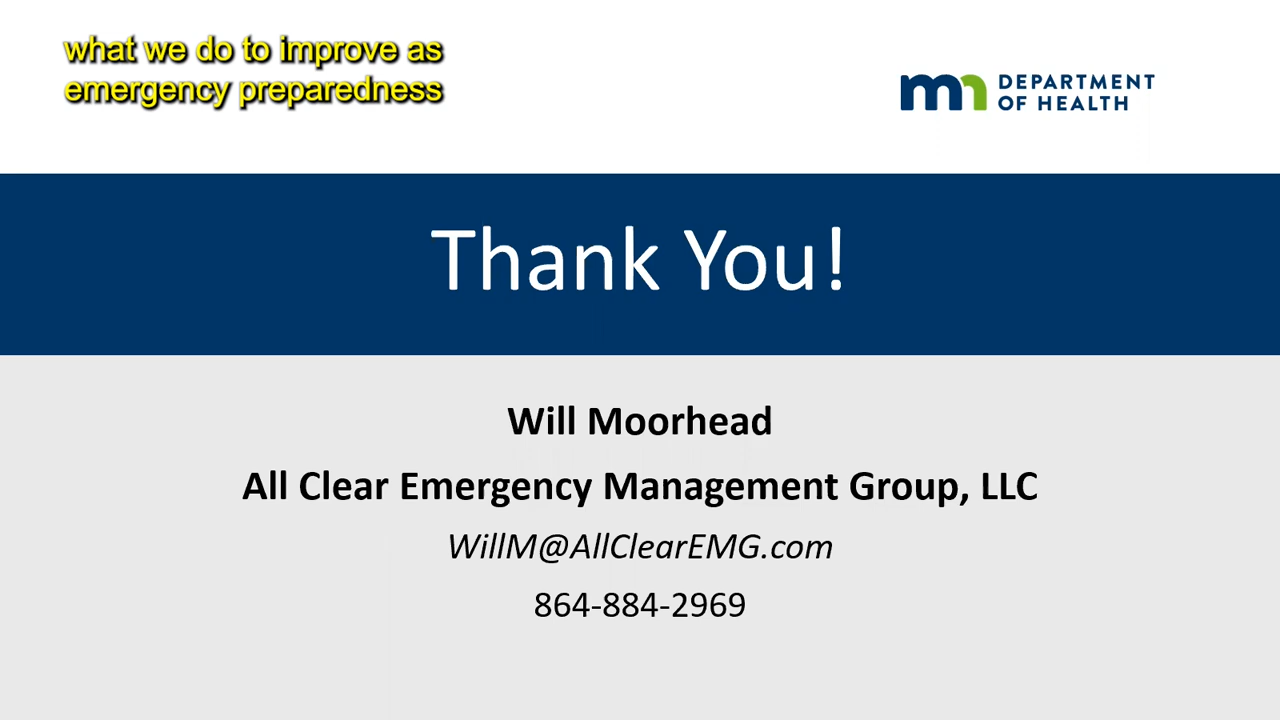 what we do to improve as
emergency preparedness
mn DEPARTMENT
OF HEALTH
Thank You!
Will Moorhead
All Clear Emergency Management Group, LLC
WillM@AllClearEMG.com
864-884-2969